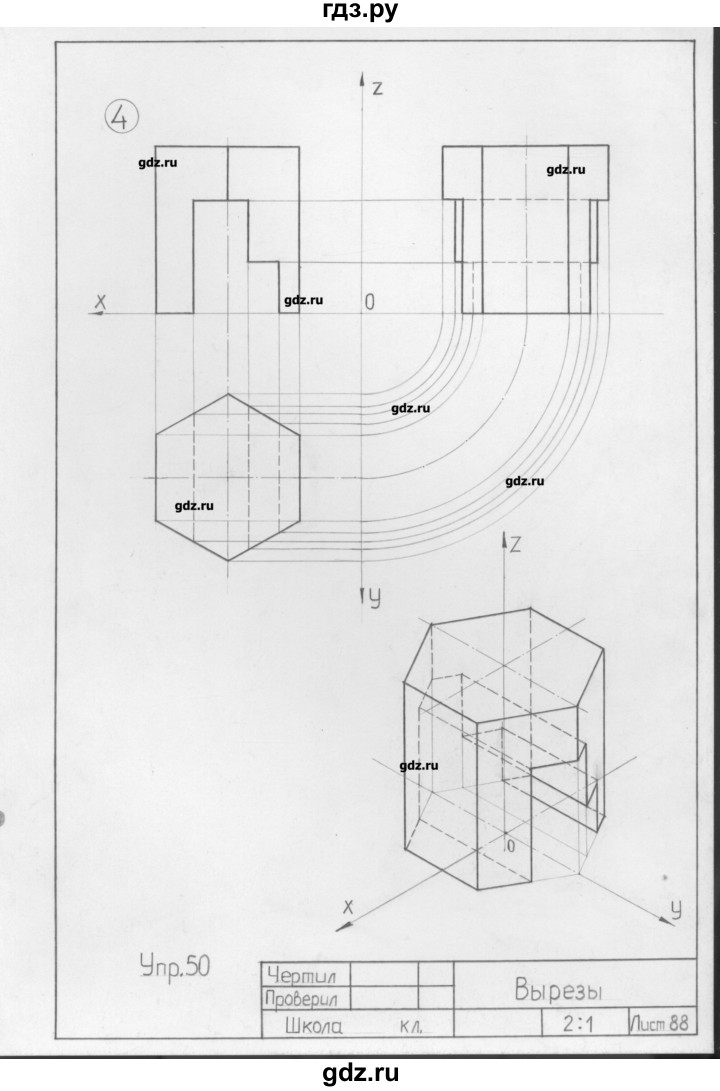 гдз.ру
z
4
gdz.ru
gdz.ru
x
gdz.ru
0
gdz.ru
gdz.ru
gdz.ru
y
z
gdz.ru
0
x
y
Упр.50
Чертил
Проверил
Вырезы
Школа кл.
2:1
Лист 88
gdz.ru